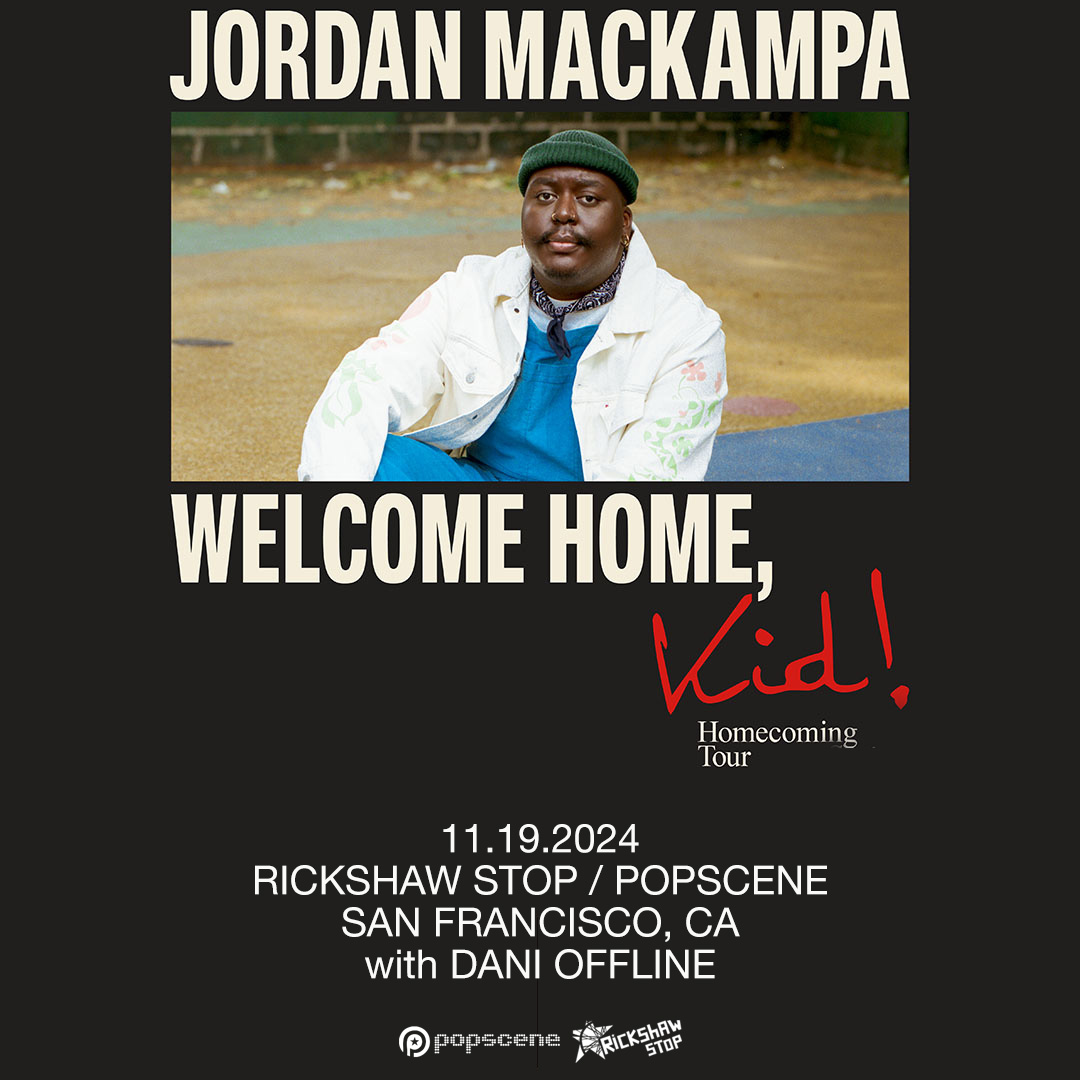 JORDAN MACKAMPA
WELCOME HOME,
Kid!
Homecoming
Tour
11.19.2024
RICKSHAW STOP / POPSCENE
SAN FRANCISCO, CA
with DANI OFFLINE
popscene
RICKSHAW
STOP